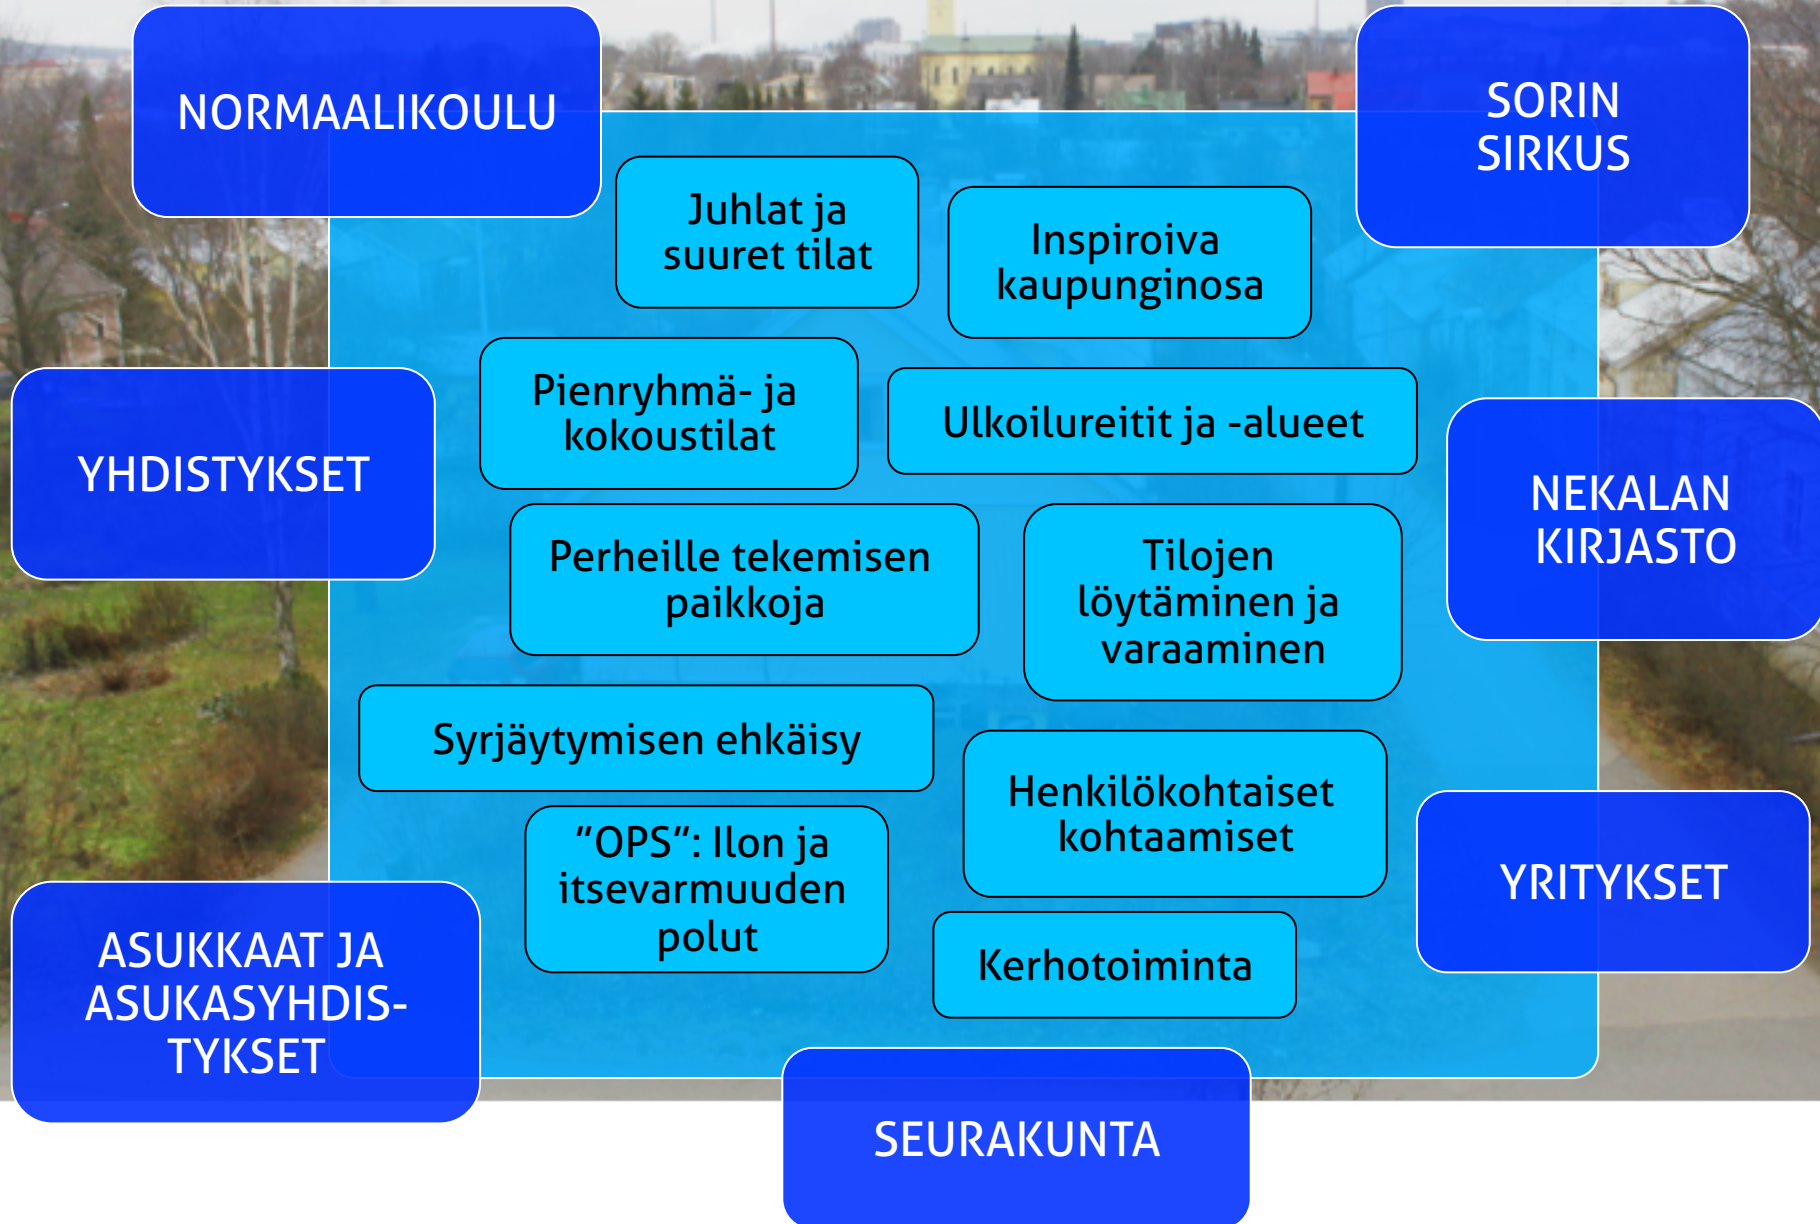 NORMAALIKOULU
SORIN
SIRKUS
Juhlat ja
suuret tilat
Inspiroiva
kaupunginosa
Pienryhmä- ja
kokoustilat
Ulkoilureitit ja -alueet
YHDISTYKSET
NEKALAN
KIRJASTO
Perheille tekemisen
paikkoja
Tilojen
löytäminen ja
varaaminen
Syrjäytymisen ehkäisy
Henkilökohtaiset
kohtaamiset
"OPS": Ilon ja
itsevarmuuden
polut
YRITYKSET
Kerhotoiminta
ASUKKAAT JA
ASUKASYHDIS-
TYKSET
SEURAKUNTA